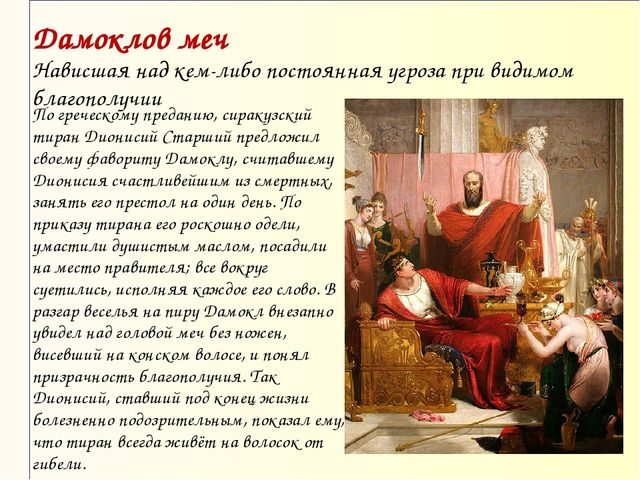 Дамоклов меч
Нависшая над кем-либо постоянная угроза при видимом
благополучии
По греческому преданию, сиракузский
тиран Дионисий Старший предложил
своему фавориту Дамоклу, считавшему
Дионисия счастливейшим из смертных,
занять его престол на один день. По
приказу тирана его роскошно одели,
умастили душистым маслом, посадили
на место правителя; все вокруг
суетились, исполняя каждое его слово. В
разгар веселья на пиру Дамокл внезапно
увидел над головой меч без ножен,
висевший на конском волосе, и понял
призрачность благополучия. Так
Дионисий, ставший под конец жизни
болезненно подозрительным, показал ему,
что тиран всегда живёт на волосок от
гибели.